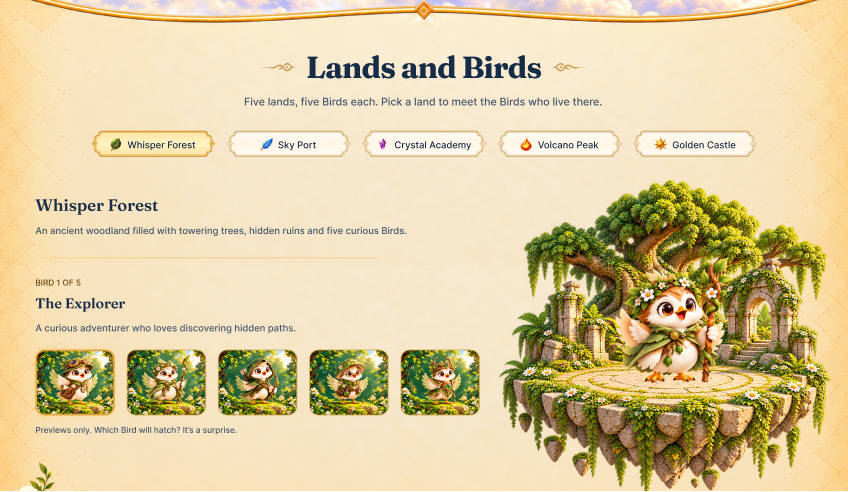 Lands and Birds
Five lands, five Birds each. Pick a land to meet the Birds who live there.
Whisper Forest
Sky Port
Crystal Academy
Volcano Peak
Golden Castle
Whisper Forest
An ancient woodland filled with towering trees, hidden ruins and five curious Birds.
BIRD 1 OF 5
The Explorer
A curious adventurer who loves discovering hidden paths.
Previews only. Which Bird will hatch? It's a surprise.